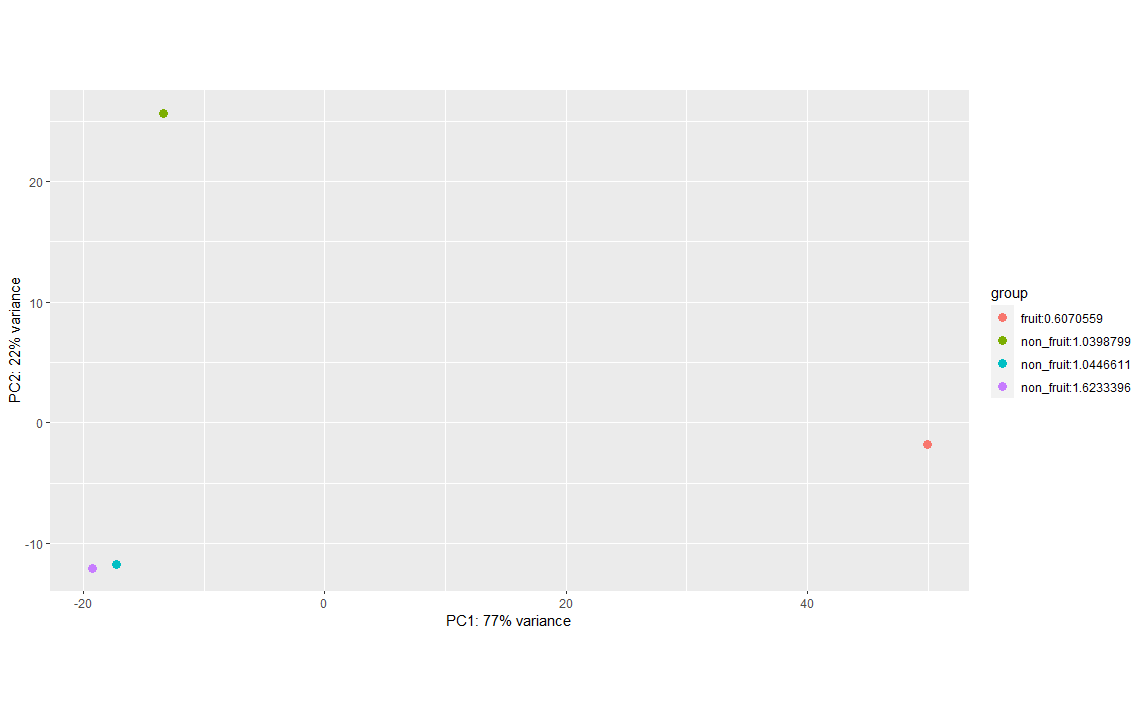 20
10
0
-10
-20
0
20
40
PC1: 77% variance
PC2: 22% variance
group
fruit:0.6070559
non_fruit:1.0398799
non_fruit:1.0446611
non_fruit:1.6233396